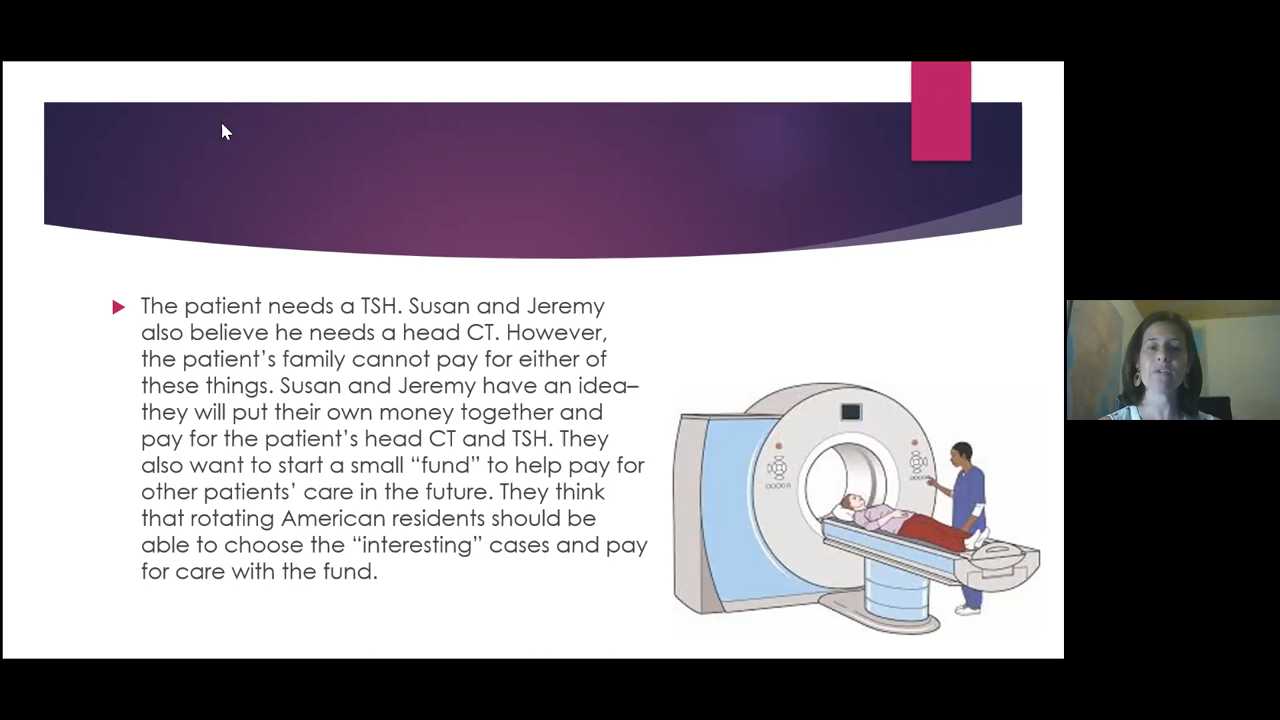 The patient needs a TSH. Susan and Jeremy
also believe he needs a head CT. However,
the patient’s family cannot pay for either of
these things. Susan and Jeremy have an idea–
they will put their own money together and
pay for the patient’s head CT and TSH. They
also want to start a small “fund” to help pay for
other patients’ care in the future. They think
that rotating American residents should be
able to choose the “interesting” cases and pay
for care with the fund.